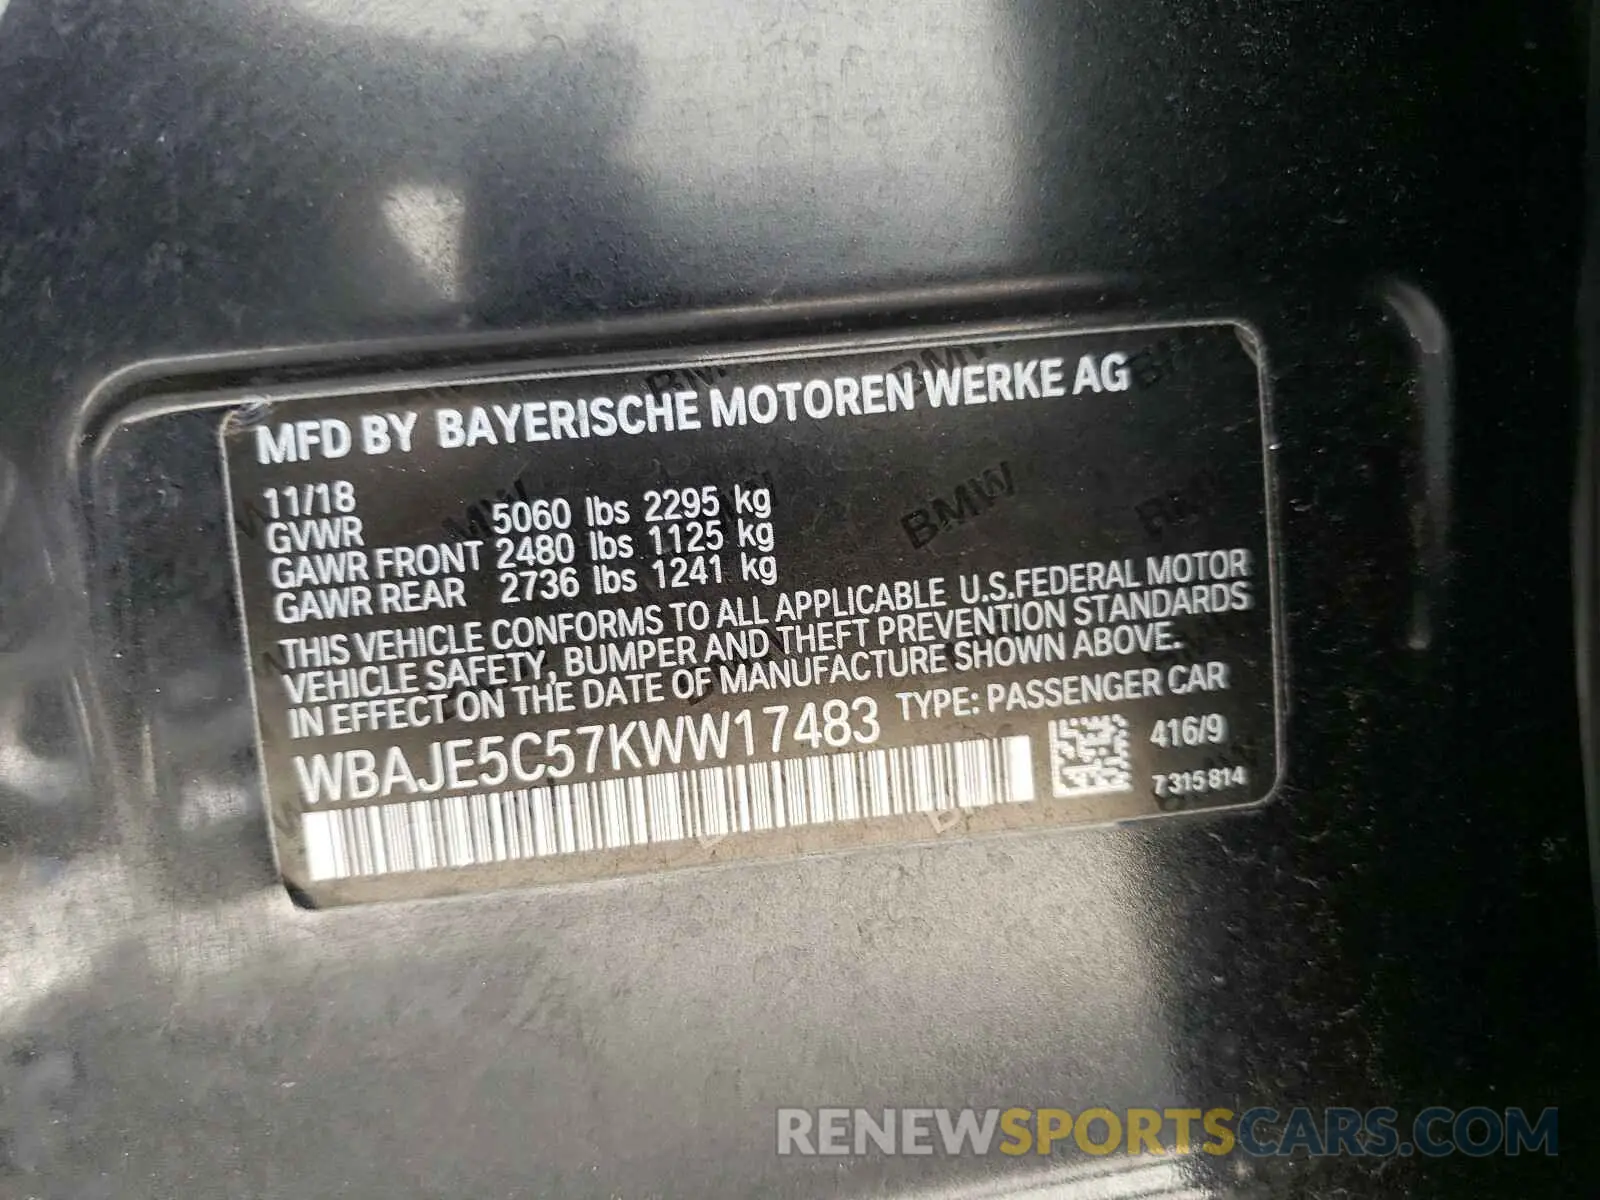 MFD BY BAYERISCHE MOTOREN WERKE AG
11/18
GVWR 5060 lbs 2295 kg
GAWR FRONT 2480 lbs 1125 kg
GAWR REAR 2736 lbs 1241 kg
THIS VEHICLE CONFORMS TO ALL APPLICABLE U.S.FEDERAL MOTOR
VEHICLE SAFETY, BUMPER AND THEFT PREVENTION STANDARDS
IN EFFECT ON THE DATE OF MANUFACTURE SHOWN ABOVE.
WBAJE5C57KWW17483 TYPE: PASSENGER CAR
416/9
7 315 814
BMW
RENEWSPORTSCARS.COM